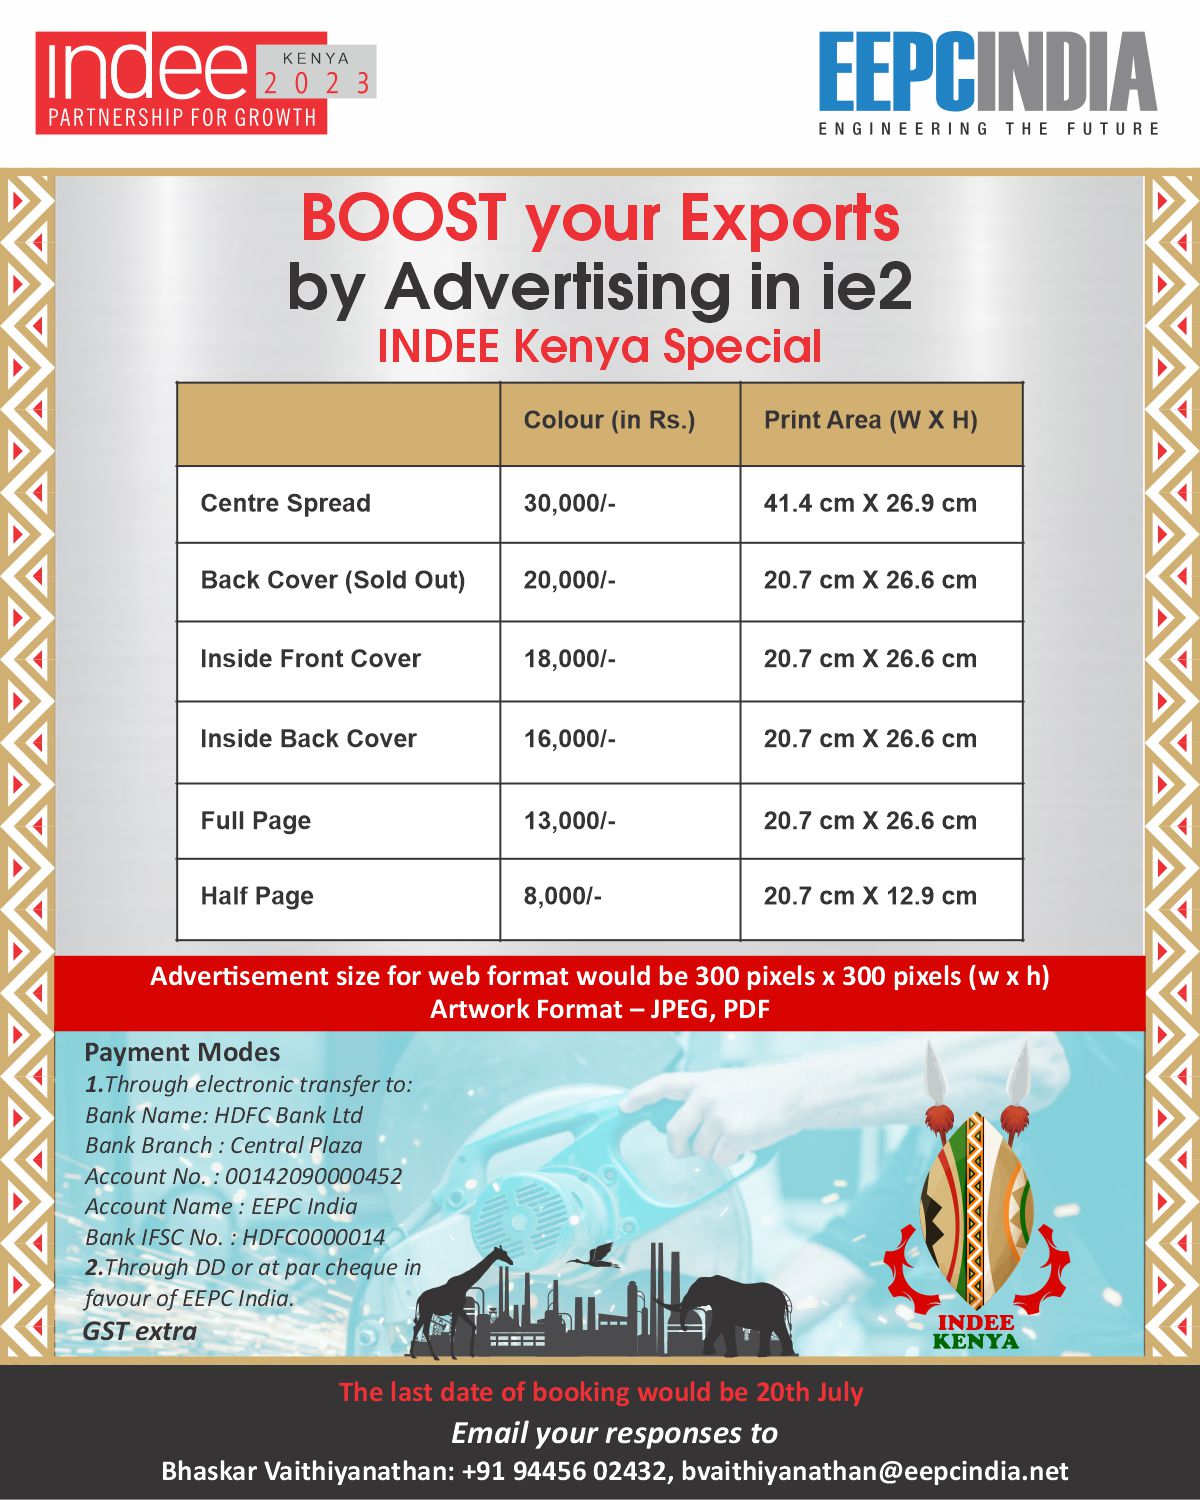 indee KENYA
2023
PARTNERSHIP FOR GROWTH
EEPCINDIA
ENGINEERING THE FUTURE
BOOST your Exports
by Advertising in ie2
INDEE Kenya Special
Colour (in Rs.) Print Area (W X H)
Centre Spread 30,000/- 41.4 cm X 26.9 cm
Back Cover (Sold Out) 20,000/- 20.7 cm X 26.6 cm
Inside Front Cover 18,000/- 20.7 cm X 26.6 cm
Inside Back Cover 16,000/- 20.7 cm X 26.6 cm
Full Page 13,000/- 20.7 cm X 26.6 cm
Half Page 8,000/- 20.7 cm X 12.9 cm
Advertisement size for web format would be 300 pixels x 300 pixels (w x h)
Artwork Format – JPEG, PDF
Payment Modes
1.Through electronic transfer to:
Bank Name: HDFC Bank Ltd
Bank Branch : Central Plaza
Account No. : 00142090000452
Account Name : EEPC India
Bank IFSC No. : HDFC0000014
2.Through DD or at par cheque in
favour of EEPC India.
GST extra
INDEE
KENYA
The last date of booking would be 20th July
Email your responses to
Bhaskar Vaithiyanathan: +91 94456 02432, bvaithiyanathan@eepcindia.net